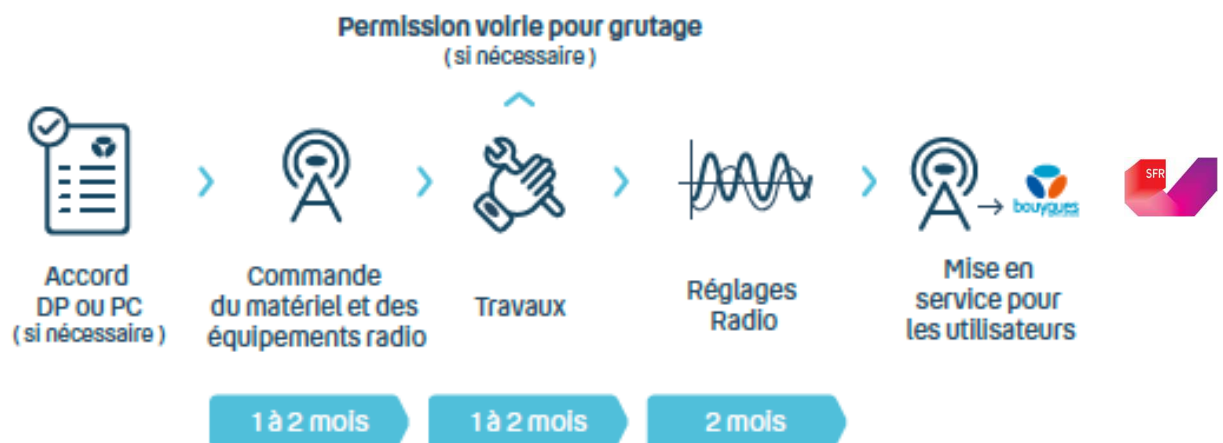 Permission voirie pour grutage
( si nécessaire )
SFR
bouygues
Accord
DP ou PC
( si nécessaire )
Commande
du matériel et des
équipements radio
Travaux
Réglages
Radio
Mise en
service pour
les utilisateurs
1 à 2 mois
1 à 2 mois
2 mois